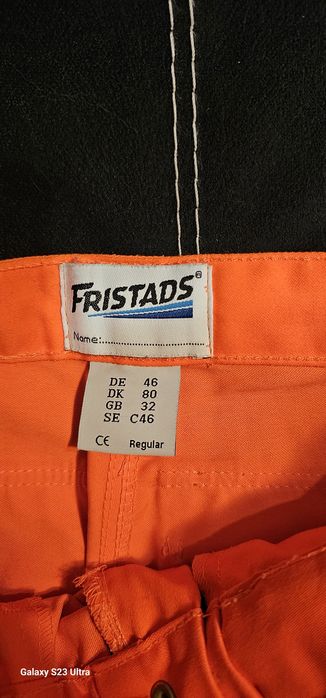 FRISTADS®
Name:
DE 46
DK 80
GB 32
SE C46
CE Regular
Galaxy S23 Ultra